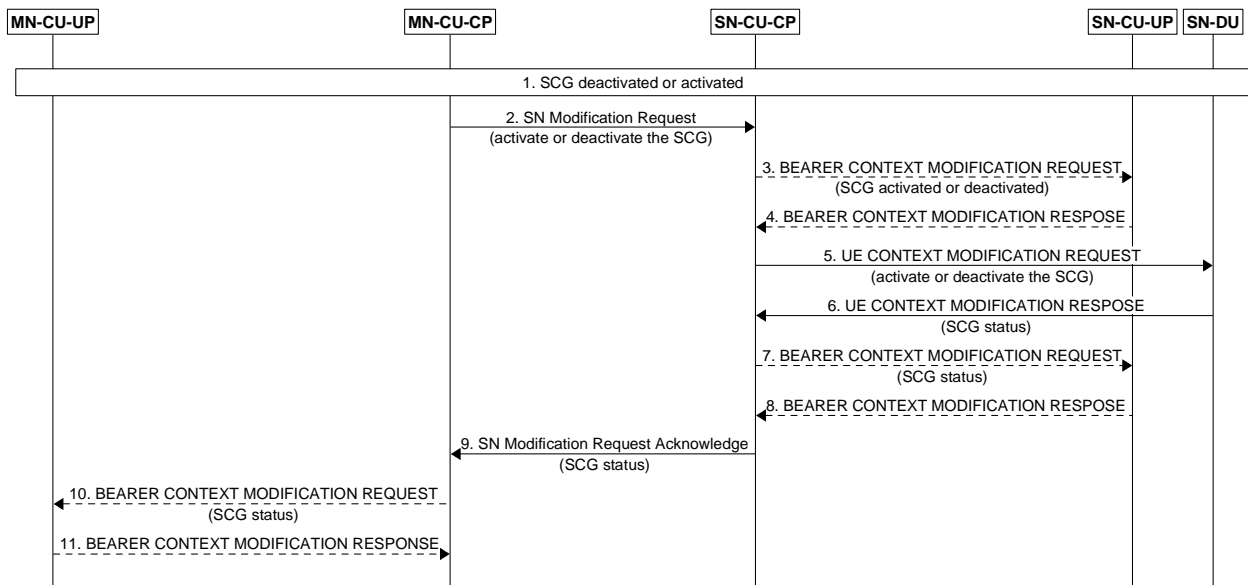 MN-CU-UP MN-CU-CP SN-CU-CP SN-CU-UP SN-DU
1. SCG deactivated or activated
2. SN Modification Request
(activate or deactivate the SCG)
3. BEARER CONTEXT MODIFICATION REQUEST
(SCG activated or deactivated)
4. BEARER CONTEXT MODIFICATION RESPOSE
5. UE CONTEXT MODIFICATION REQUEST
(activate or deactivate the SCG)
6. UE CONTEXT MODIFICATION RESPOSE
(SCG status)
7. BEARER CONTEXT MODIFICATION REQUEST
(SCG status)
8. BEARER CONTEXT MODIFICATION RESPOSE
9. SN Modification Request Acknowledge
(SCG status)
10. BEARER CONTEXT MODIFICATION REQUEST
(SCG status)
11. BEARER CONTEXT MODIFICATION RESPONSE